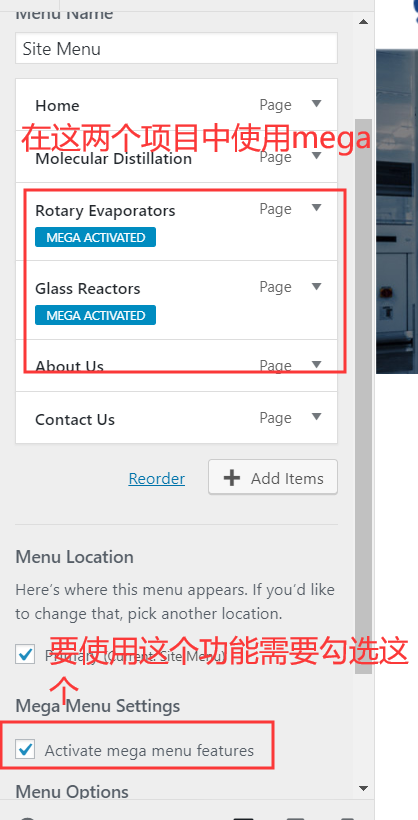 Menu Name
Site Menu
Home Page
在这两个项目中使用mega
Molecular Distillation Page
Rotary Evaporators Page
MEGA ACTIVATED
Glass Reactors Page
MEGA ACTIVATED
About Us Page
Contact Us Page
Reorder + Add Items
Menu Location
Here's where this menu appears. If you'd like
to change that, pick another location.
要使用这个功能需要勾选这
个
Primary (Current: Site Menu)
Mega Menu Settings
Activate mega menu features
Menu Options